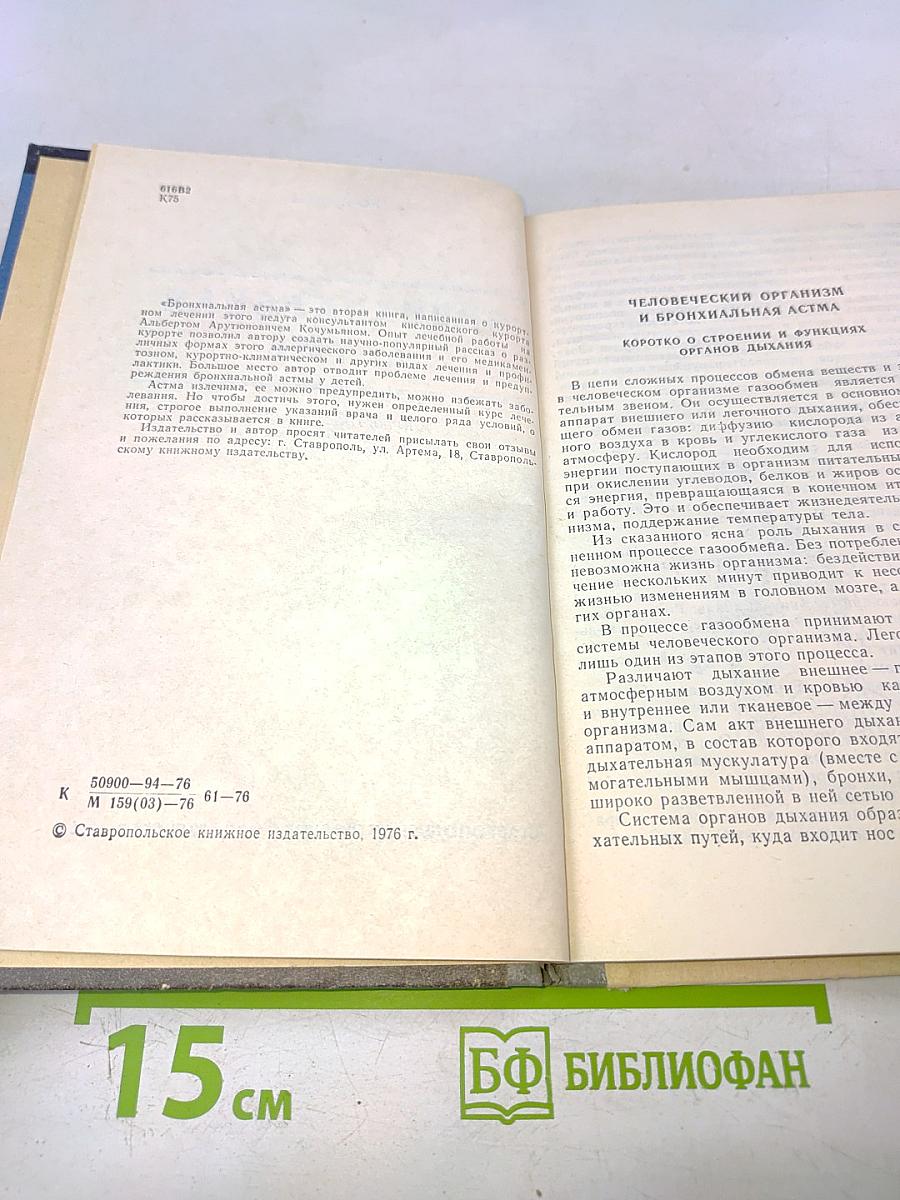 616В2
К75
«Бронхиальная астма» — это вторая книга, написанная о курорт-
ном лечении этого недуга консультантом кисловодского курорта
Альбертом Арутюновичем Кочумьяном. Опыт лечебной работы на
курорте позволил автору создать научно-популярный рассказ о раз-
личных формах этого аллергического заболевания и его медикамен-
тозном, курортно-климатическом и других видах лечения и профи-
лактики. Большое место автор отводит проблеме лечения и предуп-
реждения бронхиальной астмы у детей.
Астма излечима, ее можно предупредить, можно избежать забо-
левания. Но чтобы достичь этого, нужен определенный курс лече-
ния, строгое выполнение указаний врача и целого ряда условий, о
которых рассказывается в книге.
Издательство и автор просят читателей присылать свои отзывы
и пожелания по адресу: г. Ставрополь, ул. Артема, 18, Ставрополь-
скому книжному издательству.
К 50900—94—76
М 159(03)—76 61—76
© Ставропольское книжное издательство, 1976 г.
ЧЕЛОВЕЧЕСКИЙ ОРГАНИЗМ
И БРОНХИАЛЬНАЯ АСТМА
КОРОТКО О СТРОЕНИИ И ФУНКЦИЯХ
ОРГАНОВ ДЫХАНИЯ
В цепи сложных процессов обмена веществ и
в человеческом организме газообмен является
тельным звеном. Он осуществляется в основном
аппарат внешнего или легочного дыхания, обес
щего обмен газов: диффузию кислорода из а
ного воздуха в кровь и углекислого газа из
атмосферу. Кислород необходим для испо
энергии поступающих в организм питательны
при окислении углеводов, белков и жиров ос
ся энергия, превращающаяся в конечном ит
и работу. Это и обеспечивает жизнедеятель
низма, поддержание температуры тела.
Из сказанного ясна роль дыхания в с
ненном процессе газообмена. Без потреблен
невозможна жизнь организма: бездействи
чение нескольких минут приводит к несо
жизнью изменениям в головном мозге, а
гих органах.
В процессе газообмена принимают
системы человеческого организма. Лего
лишь один из этапов этого процесса.
Различают дыхание внешнее — г
атмосферным воздухом и кровью ка
и внутреннее или тканевое — между
организма. Сам акт внешнего дыхан
аппаратом, в состав которого входят
дыхательная мускулатура (вместе с
могательными мышцами), бронхи,
широко разветвленной в ней сетью
Система органов дыхания образ
хательных путей, куда входит нос
15 см
БФ БИБЛИОФАН